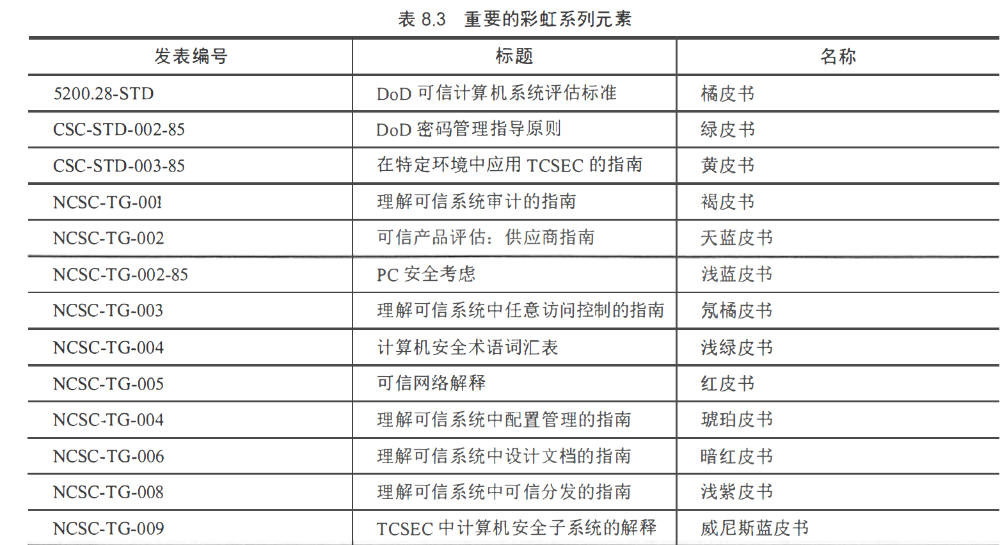 表 8.3 重要的彩虹系列元素
发表编号 标题 名称
5200.28-STD DoD 可信计算机系统评估标准 橘皮书
CSC-STD-002-85 DoD 密码管理指导原则 绿皮书
CSC-STD-003-85 在特定环境中应用 TCSEC 的指南 黄皮书
NCSC-TG-001 理解可信系统审计的指南 褐皮书
NCSC-TG-002 可信产品评估：供应商指南 天蓝皮书
NCSC-TG-002-85 PC 安全考虑 浅蓝皮书
NCSC-TG-003 理解可信系统中任意访问控制的指南 氖橘皮书
NCSC-TG-004 计算机安全术语词汇表 浅绿皮书
NCSC-TG-005 可信网络解释 红皮书
NCSC-TG-004 理解可信系统中配置管理的指南 琥珀皮书
NCSC-TG-006 理解可信系统中设计文档的指南 暗红皮书
NCSC-TG-008 理解可信系统中可信分发的指南 浅紫皮书
NCSC-TG-009 TCSEC 中计算机安全子系统的解释 威尼斯蓝皮书